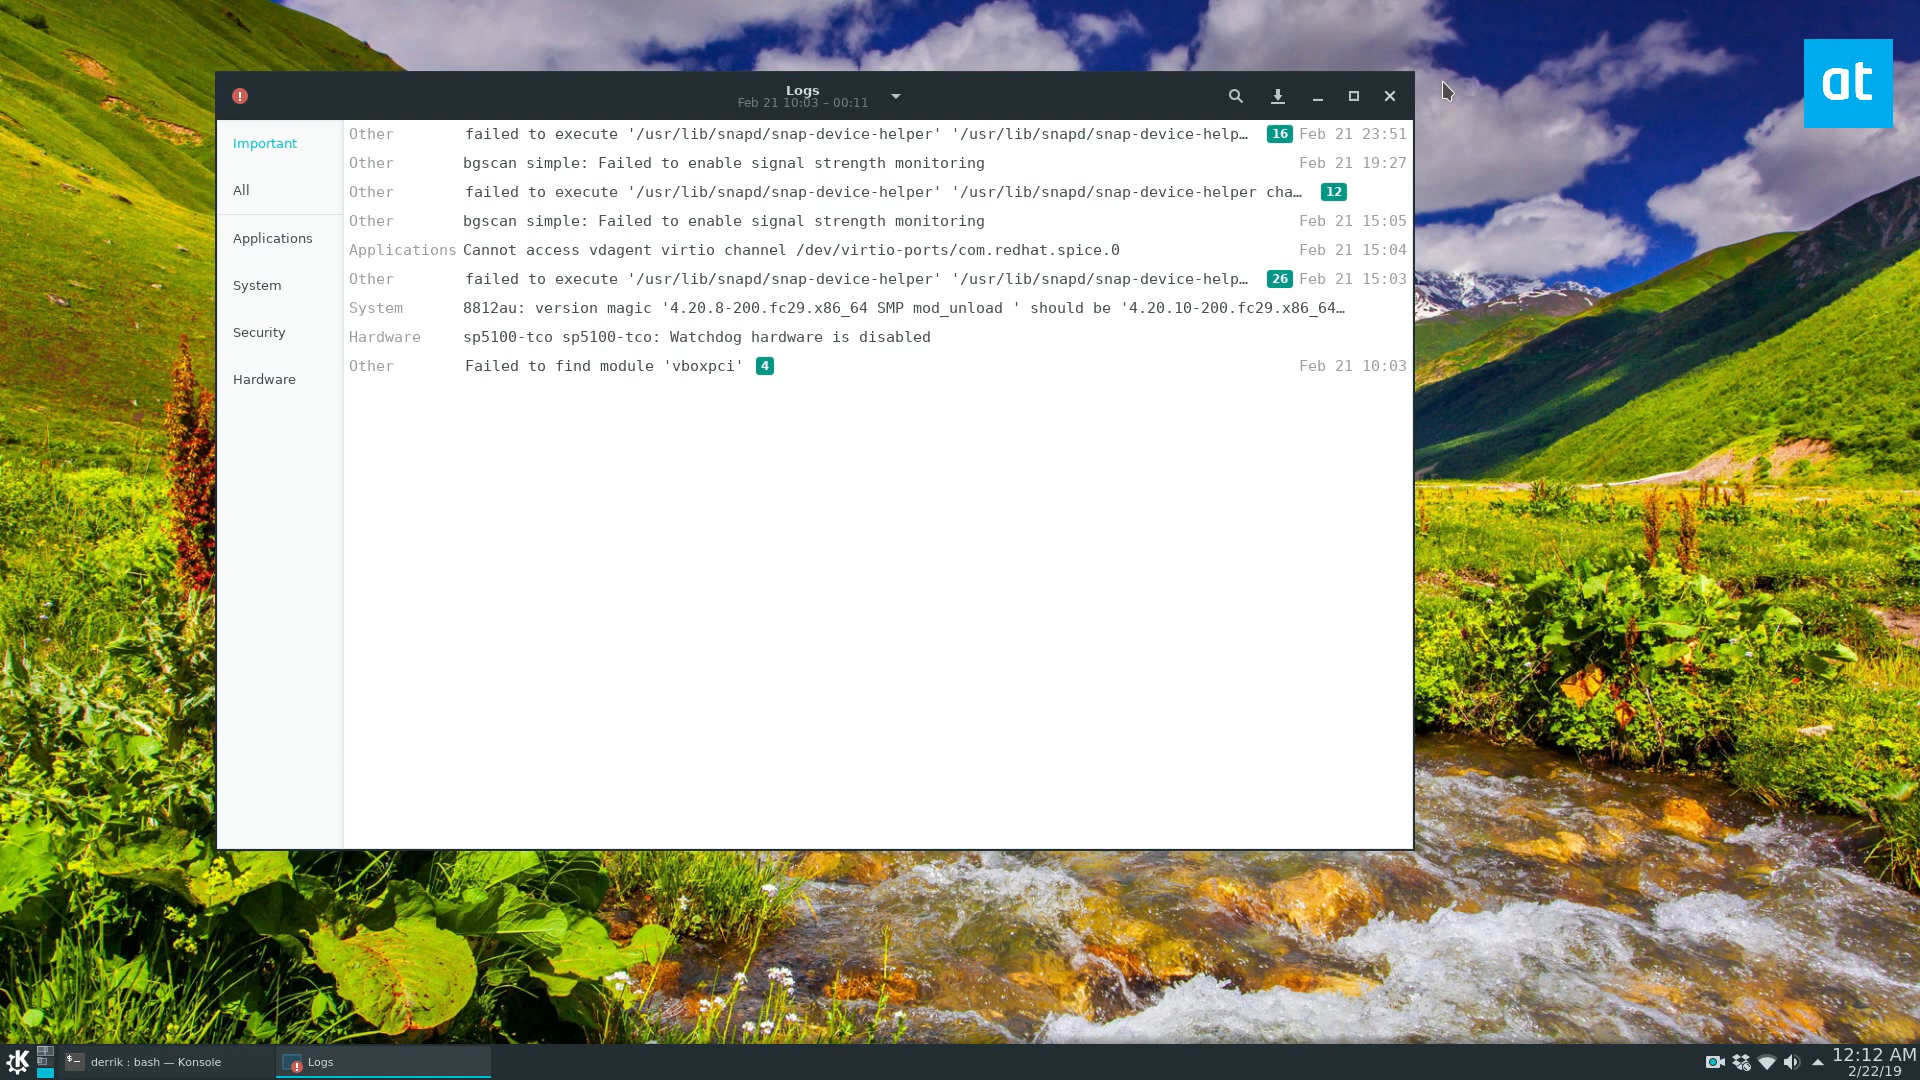 at
Logs
Feb 21 10:03 – 00:11
Important
All
Applications
System
Security
Hardware
Other failed to execute '/usr/lib/snapd/snap-device-helper' '/usr/lib/snapd/snap-device-help… 16 Feb 21 23:51
Other bgscan simple: Failed to enable signal strength monitoring Feb 21 19:27
Other failed to execute '/usr/lib/snapd/snap-device-helper' '/usr/lib/snapd/snap-device-helper cha… 12
Other bgscan simple: Failed to enable signal strength monitoring Feb 21 15:05
Applications Cannot access vdagent virtio channel /dev/virtio-ports/com.redhat.spice.0 Feb 21 15:04
Other failed to execute '/usr/lib/snapd/snap-device-helper' '/usr/lib/snapd/snap-device-help… 26 Feb 21 15:03
System 8812au: version magic '4.20.8-200.fc29.x86_64 SMP mod_unload ' should be '4.20.10-200.fc29.x86_64…
Hardware sp5100-tco sp5100-tco: Watchdog hardware is disabled
Other Failed to find module 'vboxpci' 4 Feb 21 10:03
derrik : bash — Konsole
Logs
12:12 AM
2/22/19